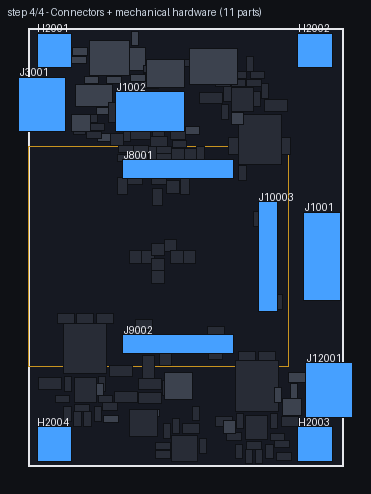 step 4/4- Connectors + mechanical hardware (11 parts)
H2001
H2002
J3001
J1002
J8001
J10003
J1001
J9002
J12001
H2004
H2003